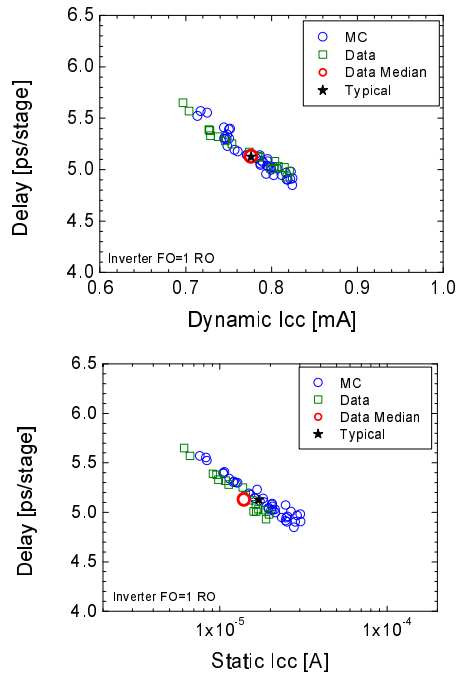 6.5
MC
Data
Data Median
Typical
6.0
5.5
5.0
4.5
4.0
Delay [ps/stage]
Inverter FO=1 RO
0.6 0.7 0.8 0.9 1.0
Dynamic Icc [mA]
6.5
MC
Data
Data Median
Typical
6.0
5.5
5.0
4.5
4.0
Delay [ps/stage]
Inverter FO=1 RO
1x10⁻⁵ 1x10⁻⁴
Static Icc [A]